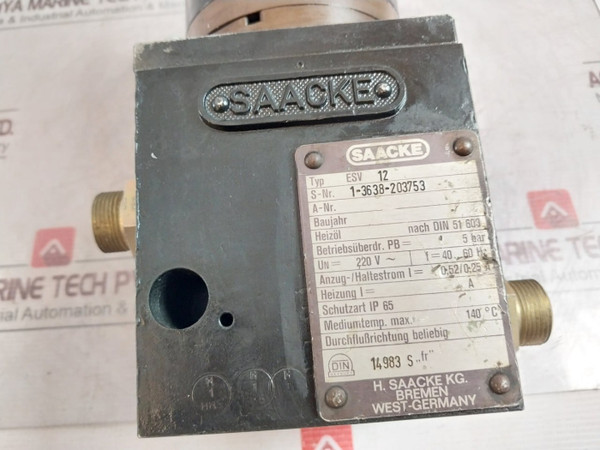 SAACKE
SAACKE
Typ ESV 12
S-Nr. 1-3638-203753
A-Nr.
Baujahr
Heizöl nach DIN 51 603
Betriebsüberdr. PB = 5 bar
UN = 220 V ~ f = 40..60 Hz
Anzug-/Haltestrom I = 0,52/0,25 A
Heizung I = A
Schutzart IP 65
Mediumtemp. max. 140 °C
Durchflußrichtung beliebig
DIN 14983 S „fr"
H. SAACKE KG.
BREMEN
WEST-GERMANY